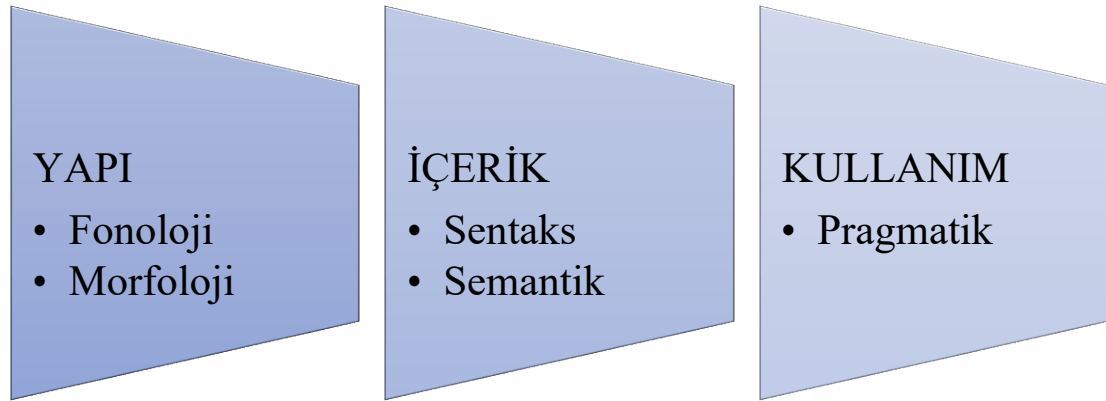 YAPI
• Fonoloji
• Morfoloji
İÇERİK
• Sentaks
• Semantik
KULLANIM
• Pragmatik